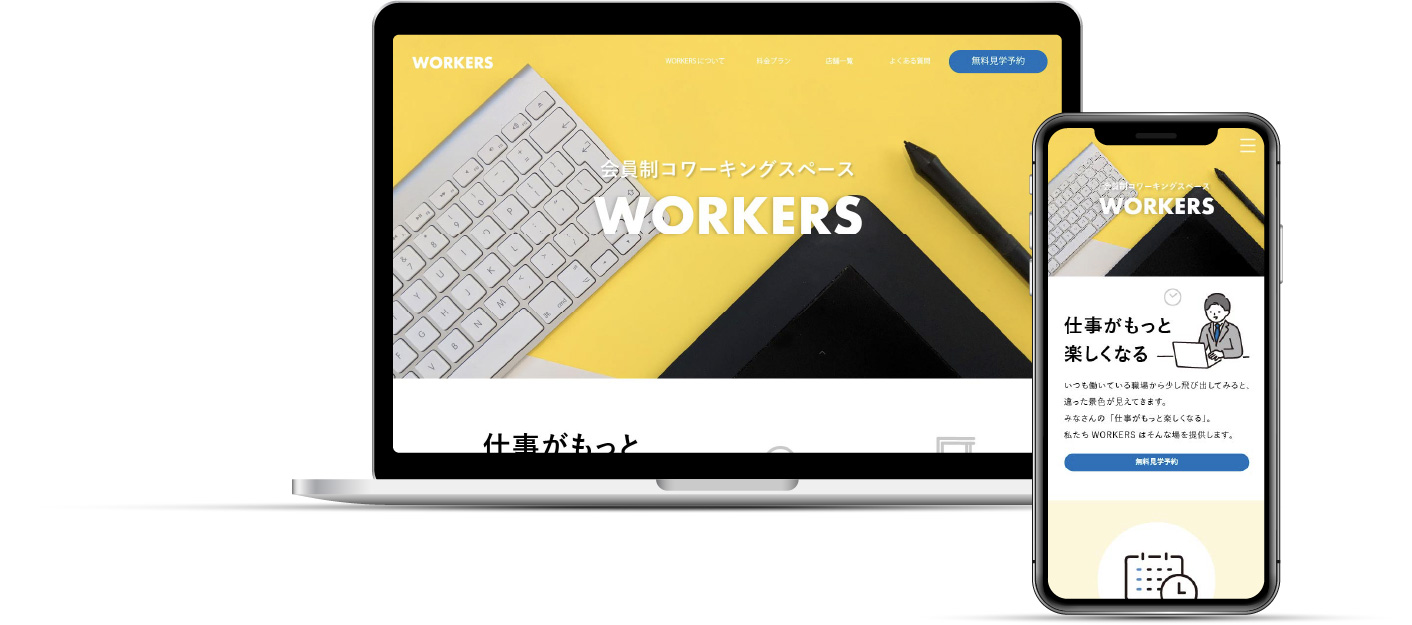 WORKERS
WORKERSについて 料金プラン 店舗一覧 よくある質問 無料見学予約
会員制コワーキングスペース
WORKERS
仕事がもっと
会員制コワーキングスペース
WORKERS
仕事がもっと
楽しくなる
いつも働いている職場から少し飛び出してみると、
違った景色が見えてきます。
みなさんの「仕事がもっと楽しくなる」。
私たち WORKERS はそんな場を提供します。
無料見学予約